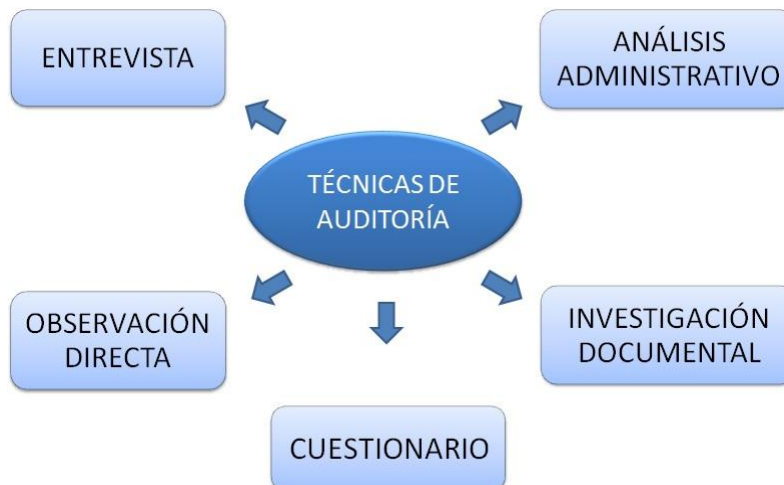 ENTREVISTA
ANÁLISIS
ADMINISTRATIVO
TÉCNICAS DE
AUDITORÍA
OBSERVACIÓN
DIRECTA
INVESTIGACIÓN
DOCUMENTAL
CUESTIONARIO